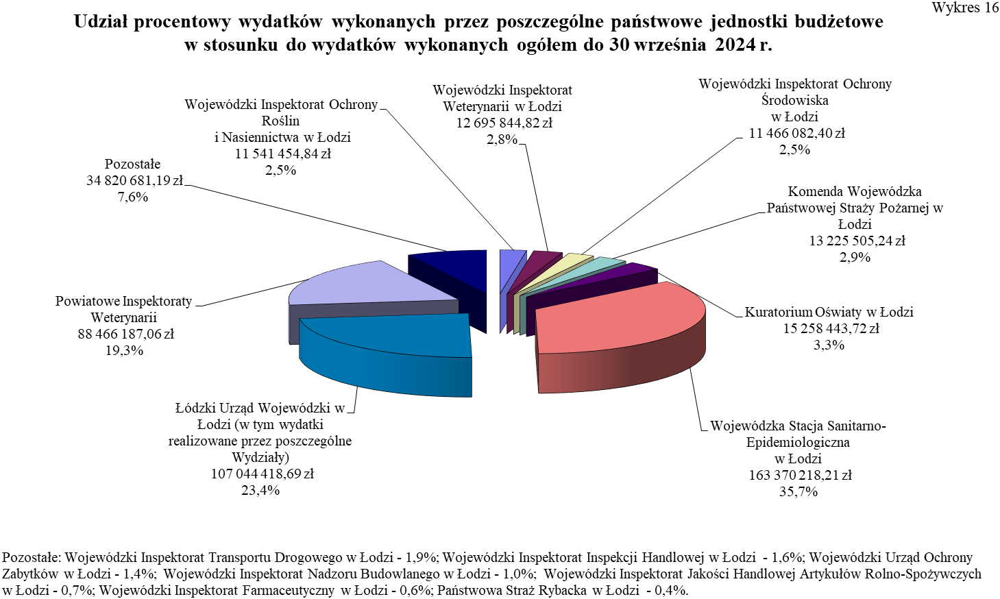 Wykres 16
Udział procentowy wydatków wykonanych przez poszczególne państwowe jednostki budżetowe
w stosunku do wydatków wykonanych ogółem do 30 września 2024 r.
Wojewódzki Inspektorat Ochrony
Roślin
i Nasiennictwa w Łodzi
11 541 454,84 zł
2,5%
Wojewódzki Inspektorat
Weterynarii w Łodzi
12 695 844,82 zł
2,8%
Wojewódzki Inspektorat Ochrony
Środowiska
w Łodzi
11 466 082,40 zł
2,5%
Komenda Wojewódzka
Państwowej Straży Pożarnej w
Łodzi
13 225 505,24 zł
2,9%
Kuratorium Oświaty w Łodzi
15 258 443,72 zł
3,3%
Wojewódzka Stacja Sanitarno-
Epidemiologiczna
w Łodzi
163 370 218,21 zł
35,7%
Łódzki Urząd Wojewódzki w
Łodzi (w tym wydatki
realizowane przez poszczególne
Wydziały)
107 044 418,69 zł
23,4%
Powiatowe Inspektoraty
Weterynarii
88 466 187,06 zł
19,3%
Pozostałe
34 820 681,19 zł
7,6%
Pozostałe: Wojewódzki Inspektorat Transportu Drogowego w Łodzi - 1,9%; Wojewódzki Inspektorat Inspekcji Handlowej w Łodzi - 1,6%; Wojewódzki Urząd Ochrony
Zabytków w Łodzi - 1,4%; Wojewódzki Inspektorat Nadzoru Budowlanego w Łodzi - 1,0%; Wojewódzki Inspektorat Jakości Handlowej Artykułów Rolno-Spożywczych
w Łodzi - 0,7%; Wojewódzki Inspektorat Farmaceutyczny w Łodzi - 0,6%; Państwowa Straż Rybacka w Łodzi - 0,4%.